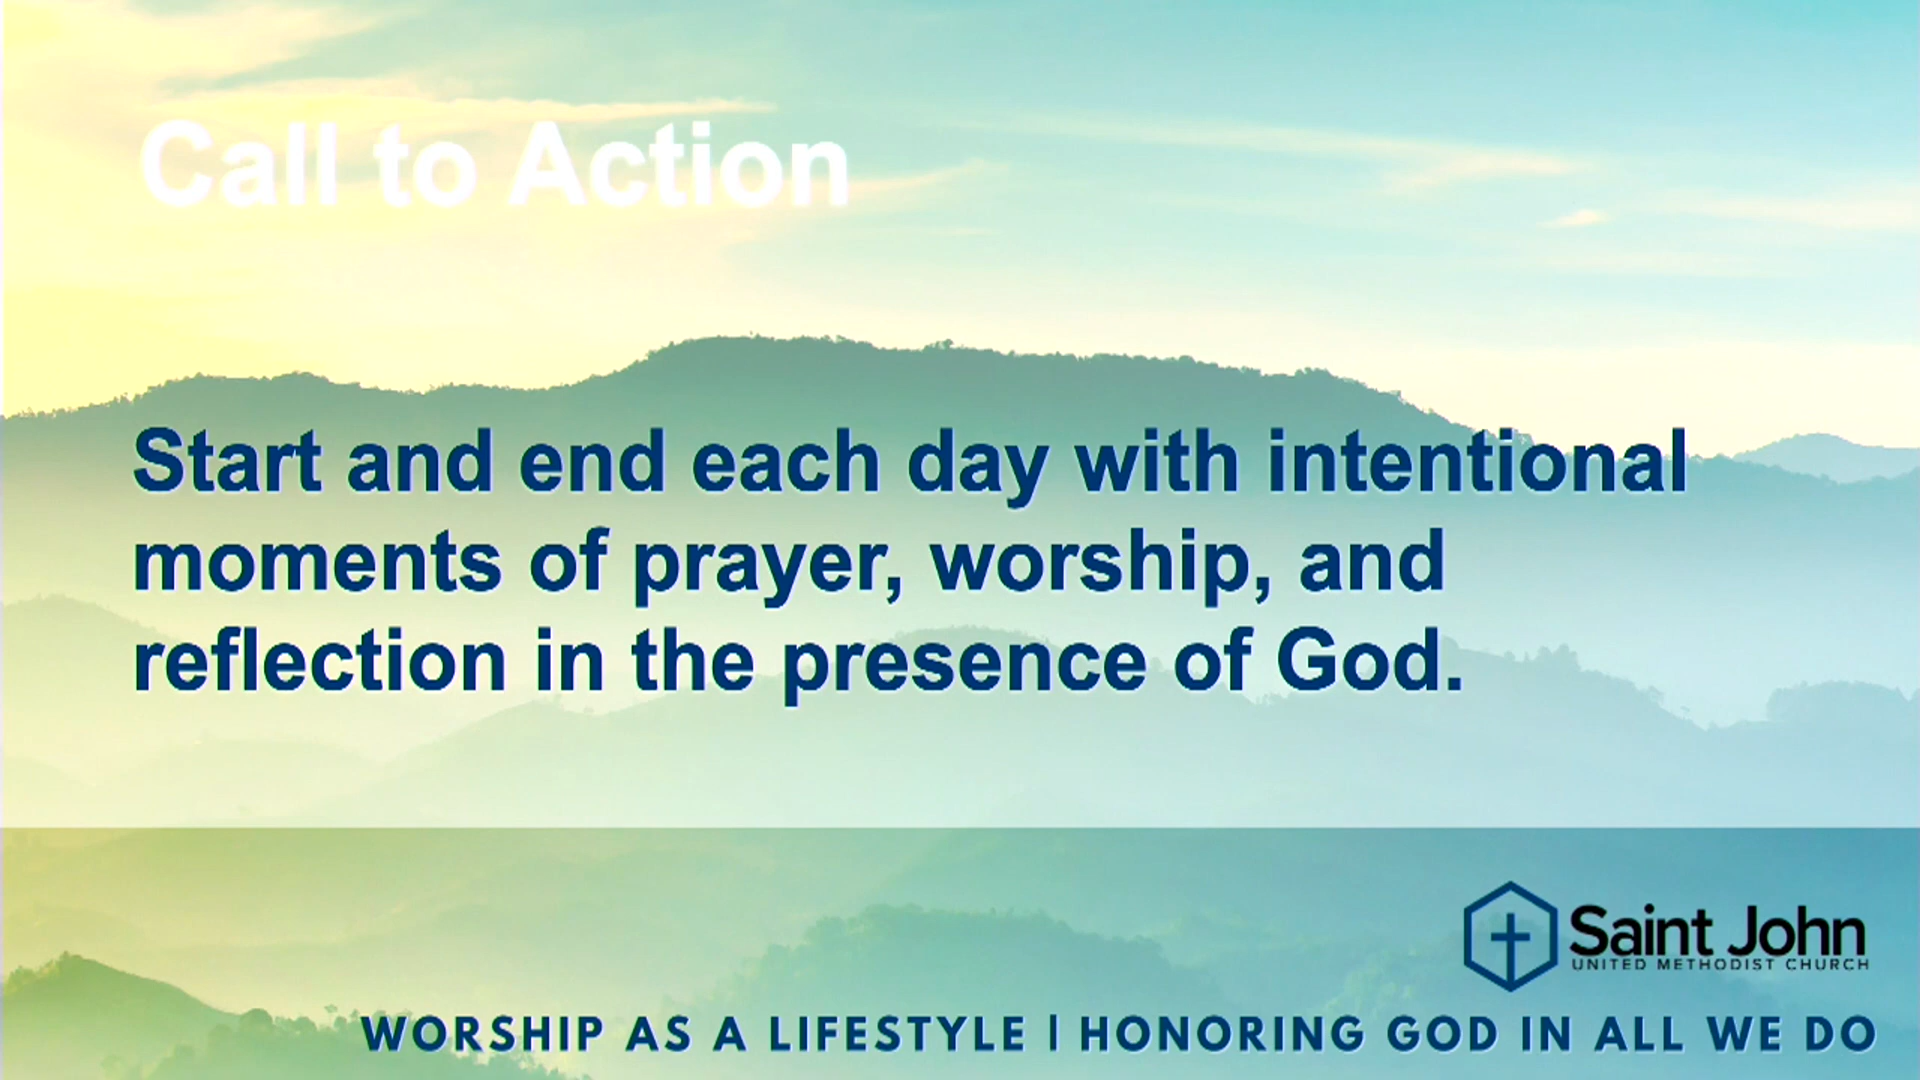 Call to Action
Start and end each day with intentional
moments of prayer, worship, and
reflection in the presence of God.
Saint John
UNITED METHODIST CHURCH
WORSHIP AS A LIFESTYLE | HONORING GOD IN ALL WE DO